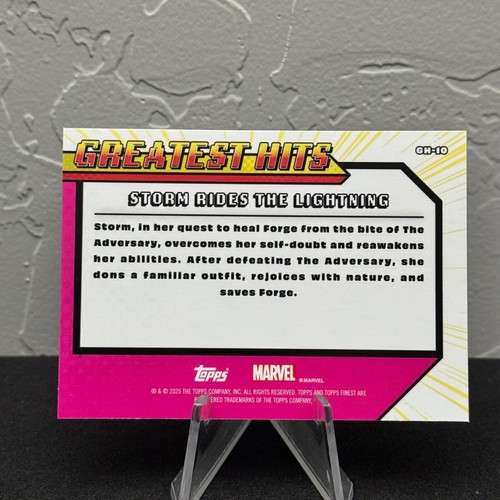 GREATEST HITS
GH-10
STORM RIDES THE LIGHTNING
Storm, in her quest to heal Forge from the bite of The
Adversary, overcomes her self-doubt and reawakens
her abilities. After defeating The Adversary, she
dons a familiar outfit, rejoices with nature, and
saves Forge.
Topps MARVEL © MARVEL
® & © 2025 THE TOPPS COMPANY, INC. ALL RIGHTS RESERVED. TOPPS AND TOPPS FINEST ARE
TRADEMARKS OF THE TOPPS COMPANY,